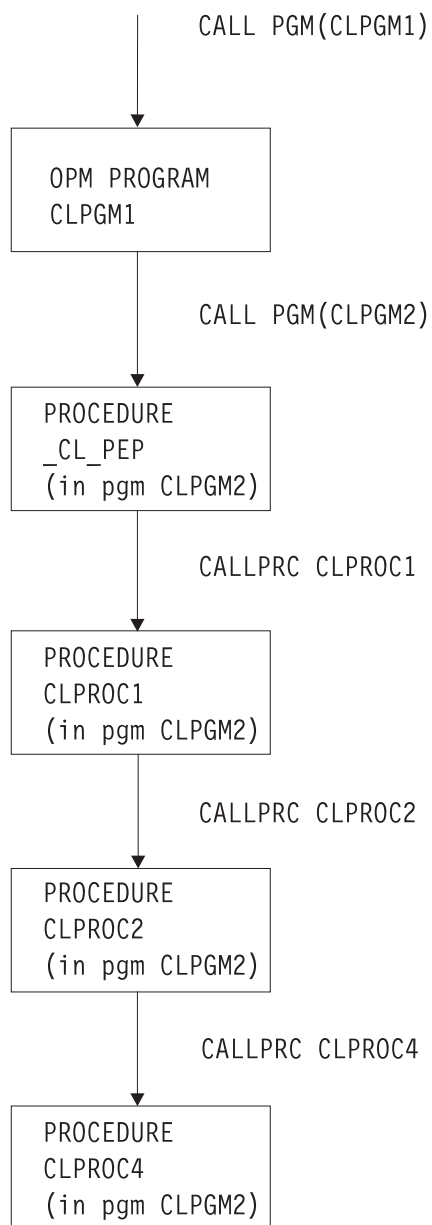 CALL PGM(CLPGM1)
OPM PROGRAM
CLPGM1
CALL PGM(CLPGM2)
PROCEDURE
_CL_PEP
(in pgm CLPGM2)
CALLPRC CLPROC1
PROCEDURE
CLPROC1
(in pgm CLPGM2)
CALLPRC CLPROC2
PROCEDURE
CLPROC2
(in pgm CLPGM2)
CALLPRC CLPROC4
PROCEDURE
CLPROC4
(in pgm CLPGM2)